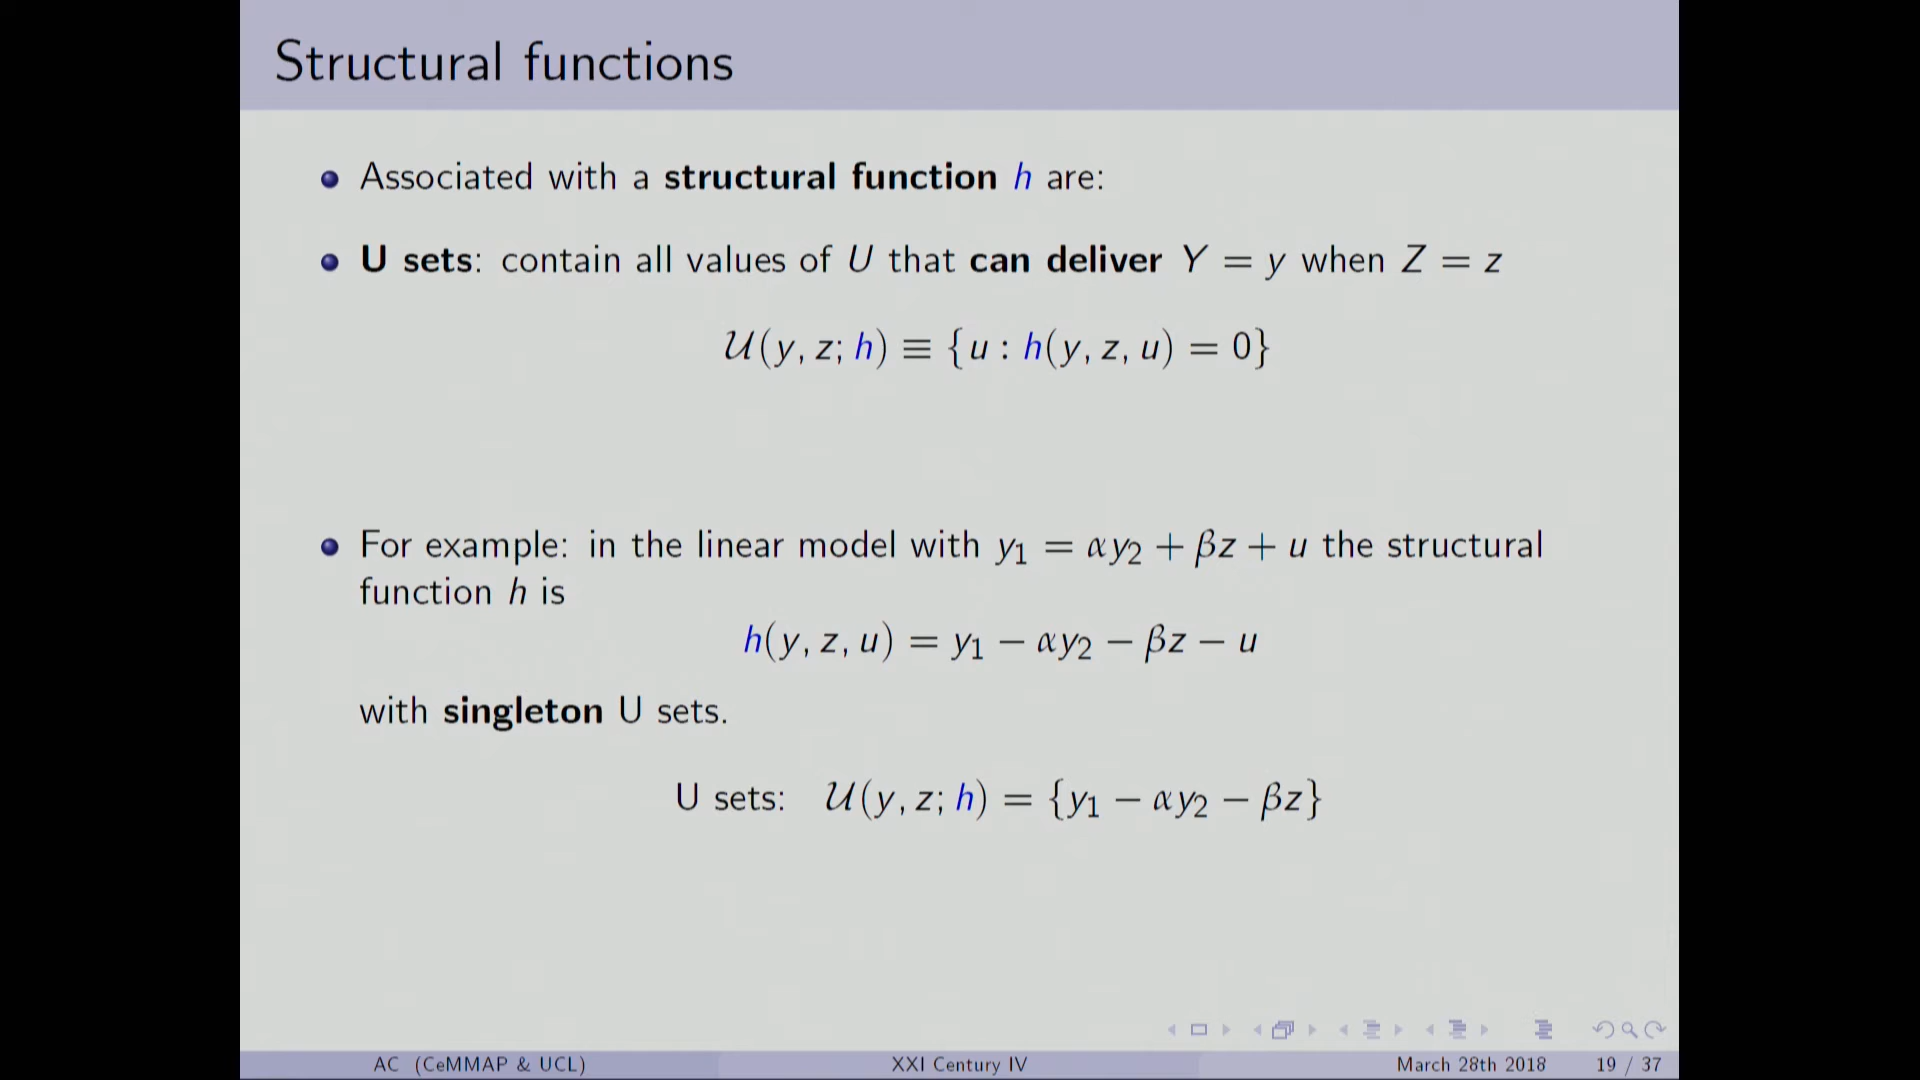 Structural functions
Associated with a structural function h are:
U sets: contain all values of U that can deliver Y = y when Z = z
𝒰(y, z; h) ≡ {u : h(y, z, u) = 0}
For example: in the linear model with y₁ = αy₂ + βz + u the structural
function h is
h(y, z, u) = y₁ − αy₂ − βz − u
with singleton U sets.
U sets: 𝒰(y, z; h) = {y₁ − αy₂ − βz}
AC (CeMMAP & UCL) XXI Century IV March 28th 2018 19 / 37